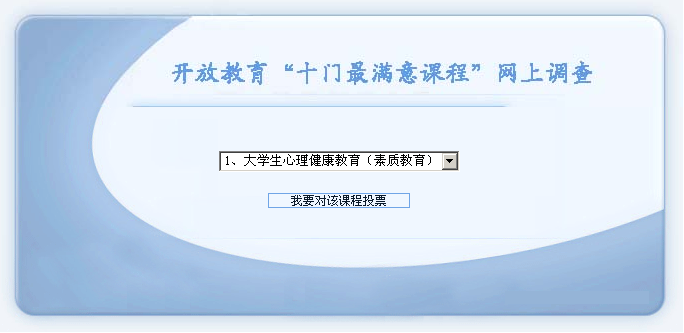 开放教育“十门最满意课程”网上调查
1、大学生心理健康教育（素质教育）
我要对该课程投票